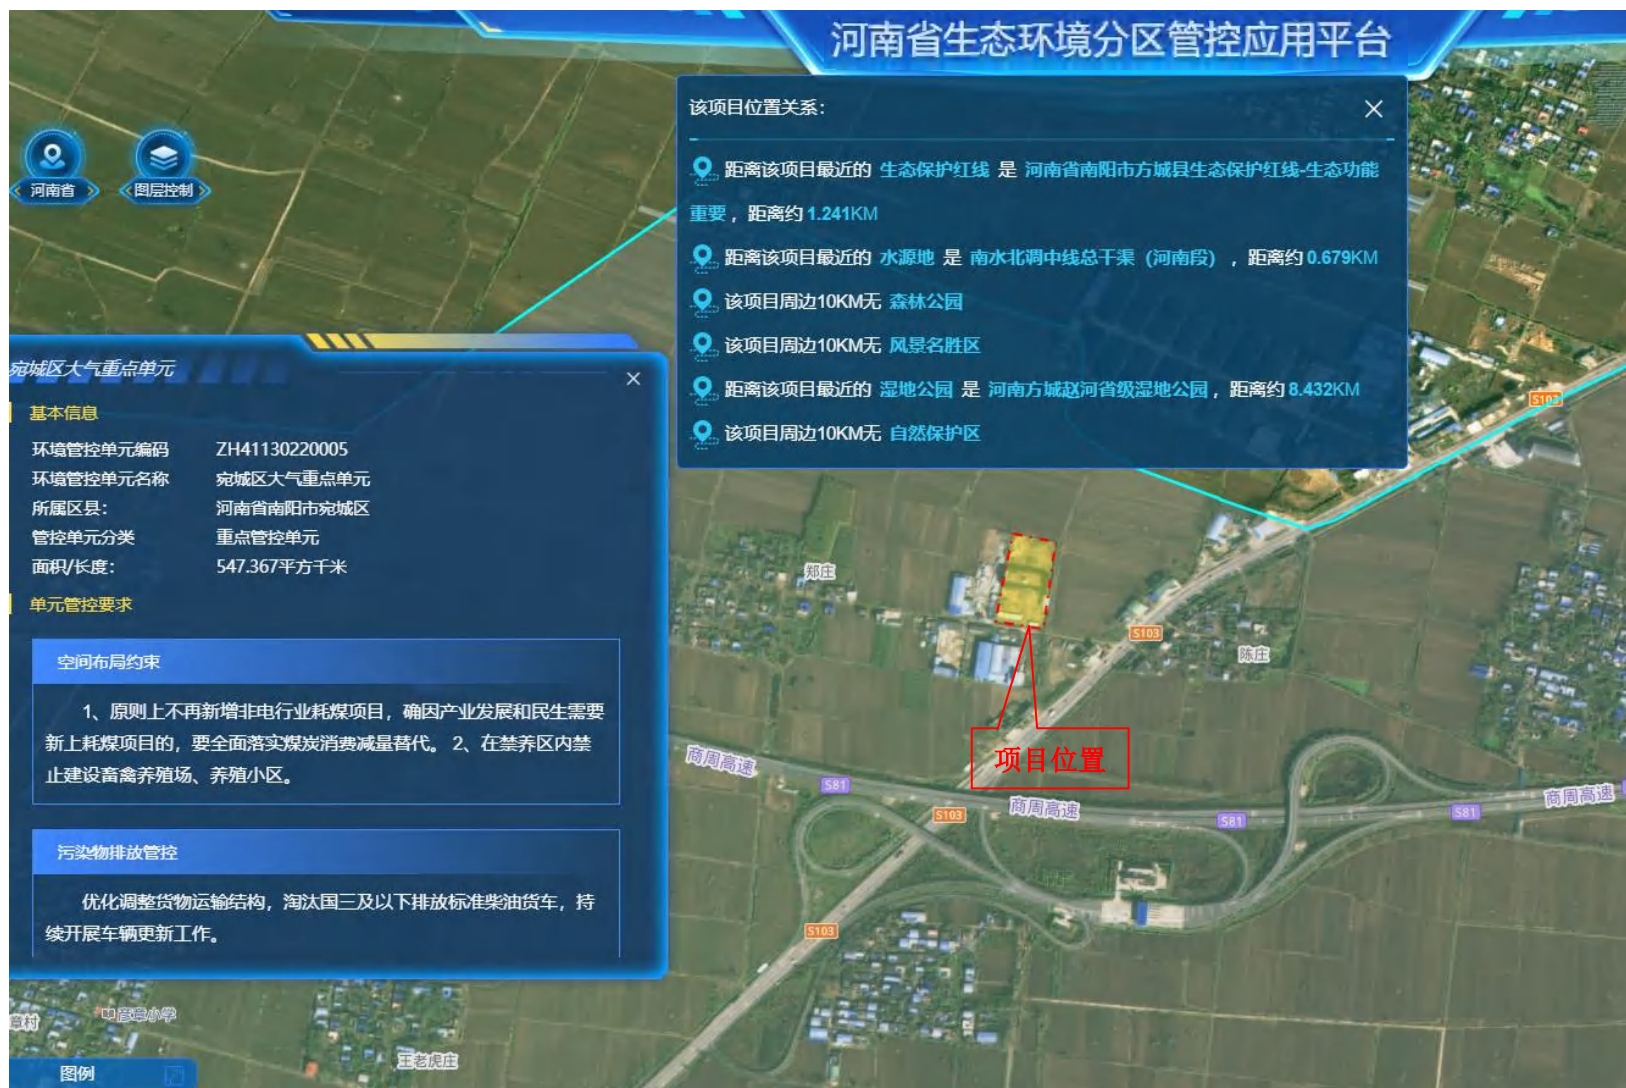 河南省生态环境分区管控应用平台
该项目位置关系：
距离该项目最近的 生态保护红线 是 河南省南阳市方城县生态保护红线-生态功能
重要，距离约1.241KM
距离该项目最近的 水源地 是 南水北调中线总干渠（河南段），距离约0.679KM
该项目周边10KM无 森林公园
该项目周边10KM无 风景名胜区
距离该项目最近的 湿地公园 是 河南方城赵河省级湿地公园，距离约8.432KM
该项目周边10KM无 自然保护区
河南省
图层控制
宛城区大气重点单元
基本信息
环境管控单元编码 ZH41130220005
环境管控单元名称 宛城区大气重点单元
所属区县： 河南省南阳市宛城区
管控单元分类 重点管控单元
面积/长度： 547.367平方千米
单元管控要求
空间布局约束
1、原则上不再新增非电行业耗煤项目，确因产业发展和民生需要
新上耗煤项目的，要全面落实煤炭消费减量替代。 2、在禁养区内禁
止建设畜禽养殖场、养殖小区。
污染物排放管控
优化调整货物运输结构，淘汰国三及以下排放标准柴油货车，持
续开展车辆更新工作。
S103
郑庄
S103
陈庄
项目位置
商周高速
S81
S103
商周高速
S81
S81
商周高速
S103
章村
王老虎庄
图例